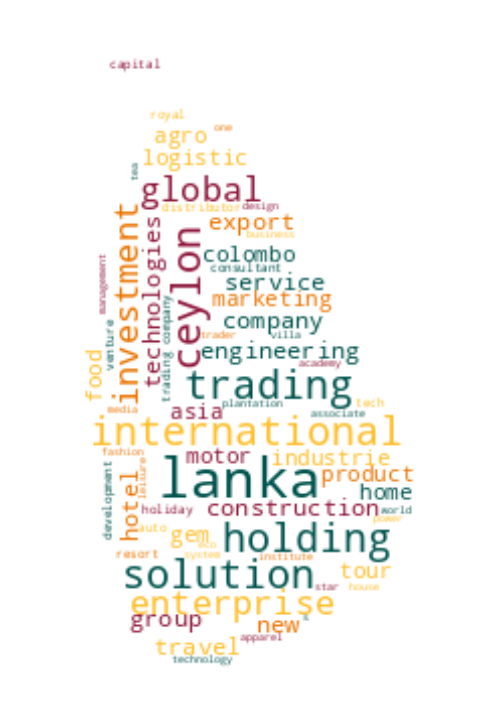 capital
royal
one
agro
logistic
tea
global
distributor
design
investment
technologies
export
business
ceylon
colombo
consultant
management
service
marketing
trading company
company
venture
trader
villa
engineering
food
academy
trading
media
asia
plantation
tech
associate
international
fashion
motor
industrie
leisure
lanka
product
development
hotel
home
holiday
construction
world
power
auto
gem
holding
eco
resort
system
institute
solution
tour
star
house
enterprise
group
new
apparel
travel
technology